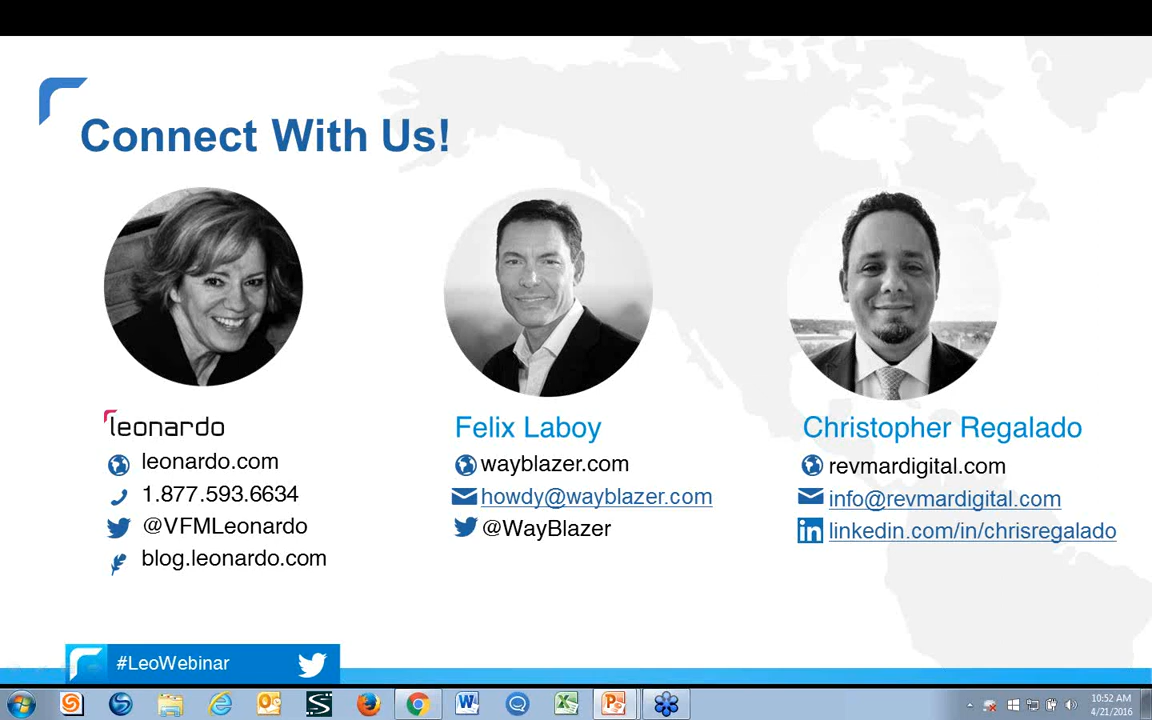 Connect With Us!
leonardo
leonardo.com
1.877.593.6634
@VFMLeonardo
blog.leonardo.com
Felix Laboy
wayblazer.com
howdy@wayblazer.com
@WayBlazer
Christopher Regalado
revmardigital.com
info@revmardigital.com
linkedin.com/in/chrisregalado
#LeoWebinar
10:52 AM
4/21/2016